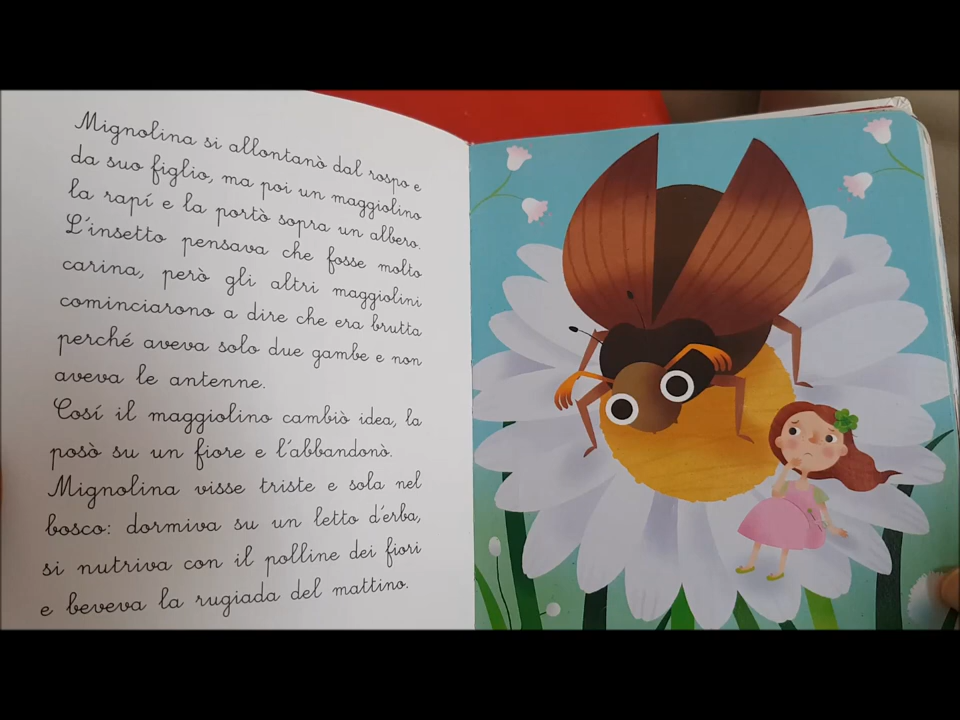 Mignolina si allontanò dal rospo e
da suo figlio, ma poi un maggiolino
la rapí e la portò sopra un albero.
L'insetto pensava che fosse molto
carina, però gli altri maggiolini
cominciarono a dire che era brutta
perché aveva solo due gambe e non
aveva le antenne.
Cosí il maggiolino cambiò idea, la
posò su un fiore e l'abbandonò.
Mignolina visse triste e sola nel
bosco: dormiva su un letto d'erba,
si nutriva con il polline dei fiori
e beveva la rugiada del mattino.